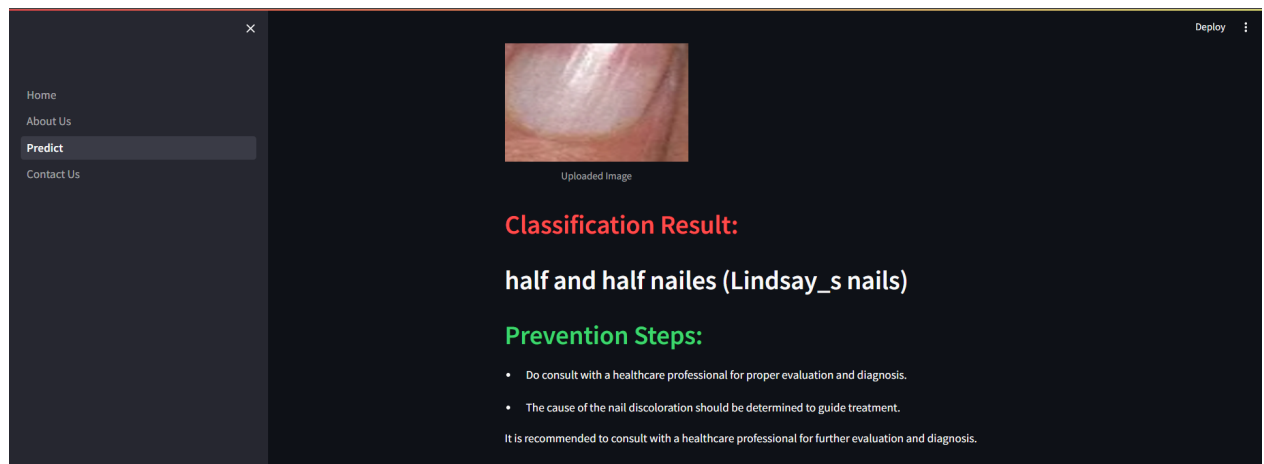 Deploy
Home
About Us
Predict
Contact Us
Uploaded Image
Classification Result:
half and half nailes (Lindsay_s nails)
Prevention Steps:
• Do consult with a healthcare professional for proper evaluation and diagnosis.
• The cause of the nail discoloration should be determined to guide treatment.
It is recommended to consult with a healthcare professional for further evaluation and diagnosis.